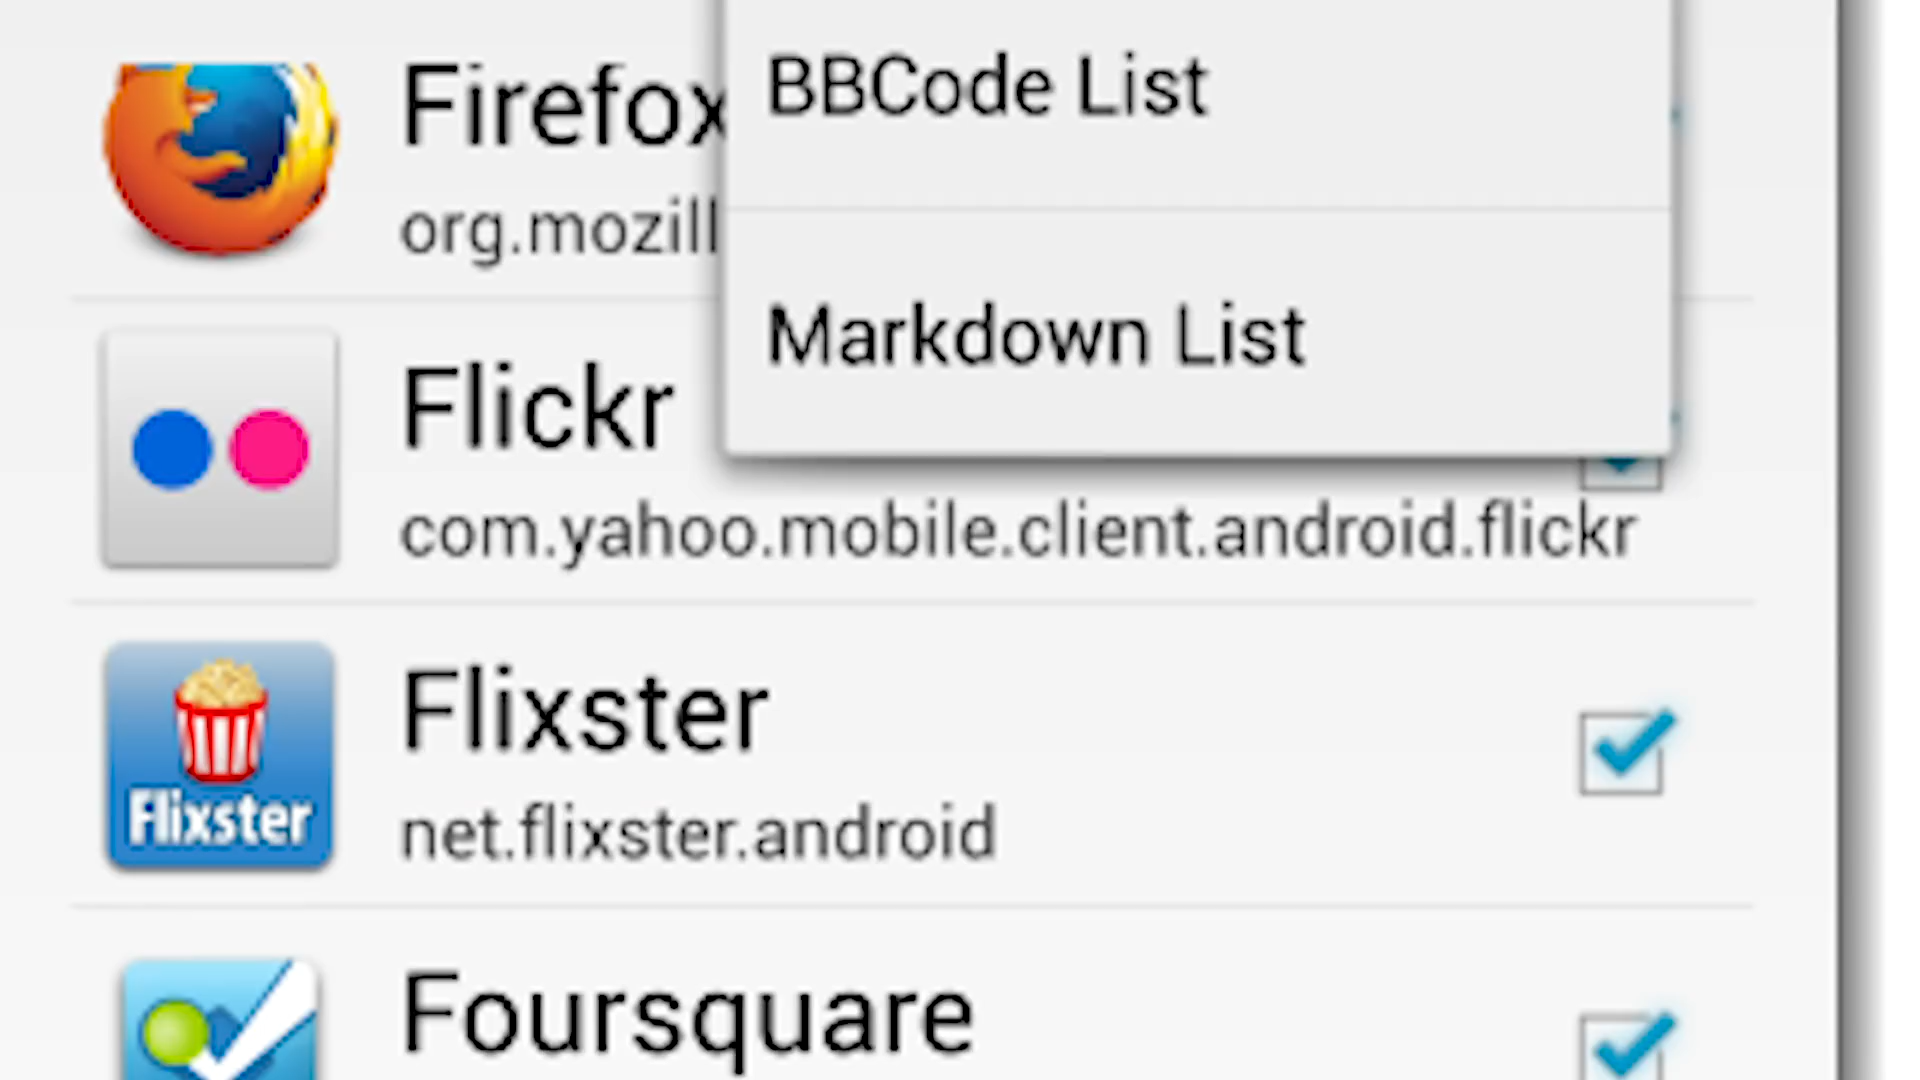 BBCode List
Firefox
org.mozill
Markdown List
Flickr
com.yahoo.mobile.client.android.flickr
Flixster
Flixster
net.flixster.android
Foursquare